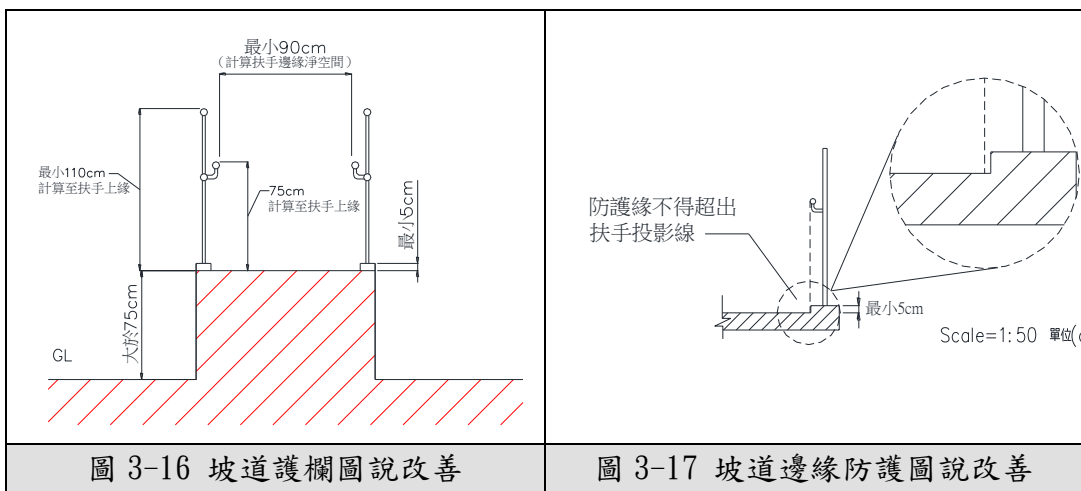 最小90cm
(計算扶手邊緣淨空間)
最小110cm
計算至扶手上緣
75cm
計算至扶手上緣
最小5cm
大於75cm
GL
圖 3-16 坡道護欄圖說改善
防護緣不得超出
扶手投影線
最小5cm
Scale=1:50 單位(c
圖 3-17 坡道邊緣防護圖說改善